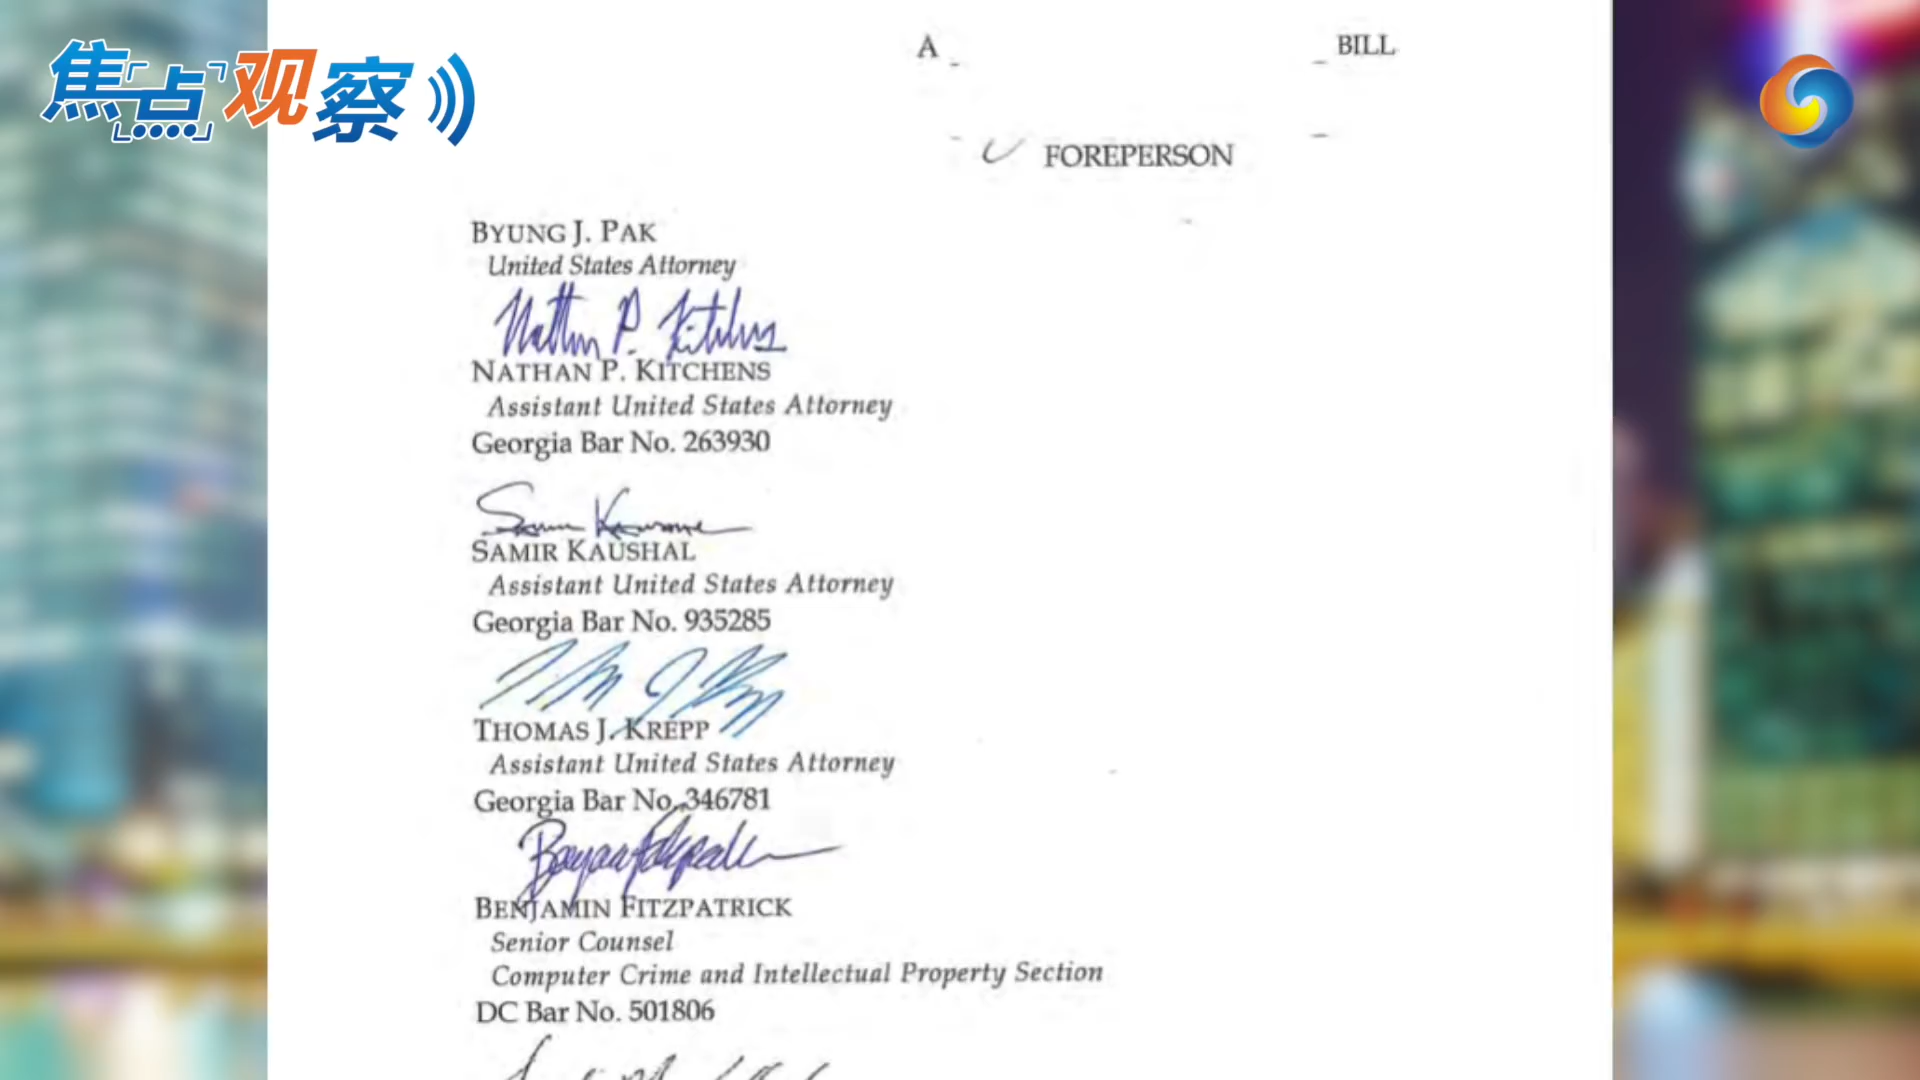 焦点观察
A BILL
FOREPERSON
BYUNG J. PAK
United States Attorney
Nathan P. Kitchens
NATHAN P. KITCHENS
Assistant United States Attorney
Georgia Bar No. 263930
SAMIR KAUSHAL
Assistant United States Attorney
Georgia Bar No. 935285
THOMAS J. KREPP
Assistant United States Attorney
Georgia Bar No. 346781
BENJAMIN FITZPATRICK
Senior Counsel
Computer Crime and Intellectual Property Section
DC Bar No. 501806